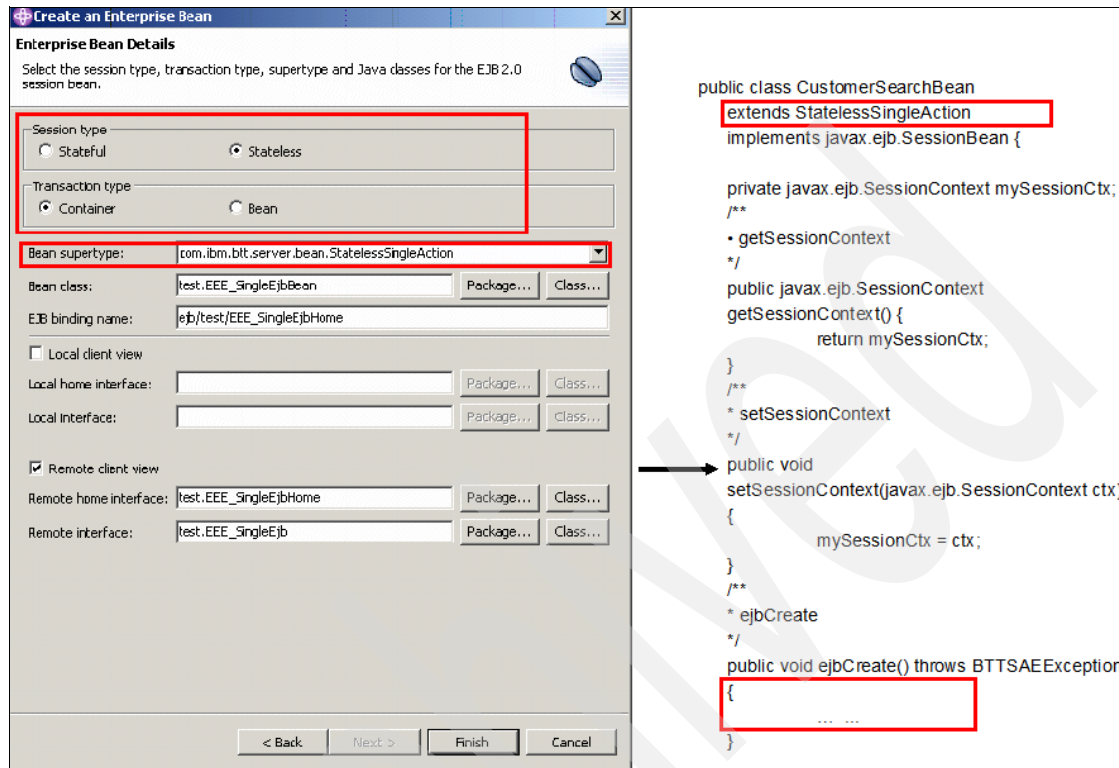 Create an Enterprise Bean
Enterprise Bean Details
Select the session type, transaction type, supertype and Java classes for the EJB 2.0
session bean.
Session type
Stateful Stateless
Transaction type
Container Bean
Bean supertype: com.ibm.btt.server.bean.StatelessSingleAction
Bean class: test.EEE_SingleEjbBean Package... Class...
EJB binding name: ejb/test/EEE_SingleEjbHome
Local client view
Local home interface: Package... Class...
Local Interface: Package... Class...
Remote client view
Remote home interface: test.EEE_SingleEjbHome Package... Class...
Remote interface: test.EEE_SingleEjb Package... Class...
< Back Next > Finish Cancel
public class CustomerSearchBean
extends StatelessSingleAction
implements javax.ejb.SessionBean {
private javax.ejb.SessionContext mySessionCtx;
/**
• getSessionContext
*/
public javax.ejb.SessionContext
getSessionContext() {
return mySessionCtx;
}
/**
* setSessionContext
*/
public void
setSessionContext(javax.ejb.SessionContext ctx)
{
mySessionCtx = ctx;
}
/**
* ejbCreate
*/
public void ejbCreate() throws BTTSAEException
{
... ...
}